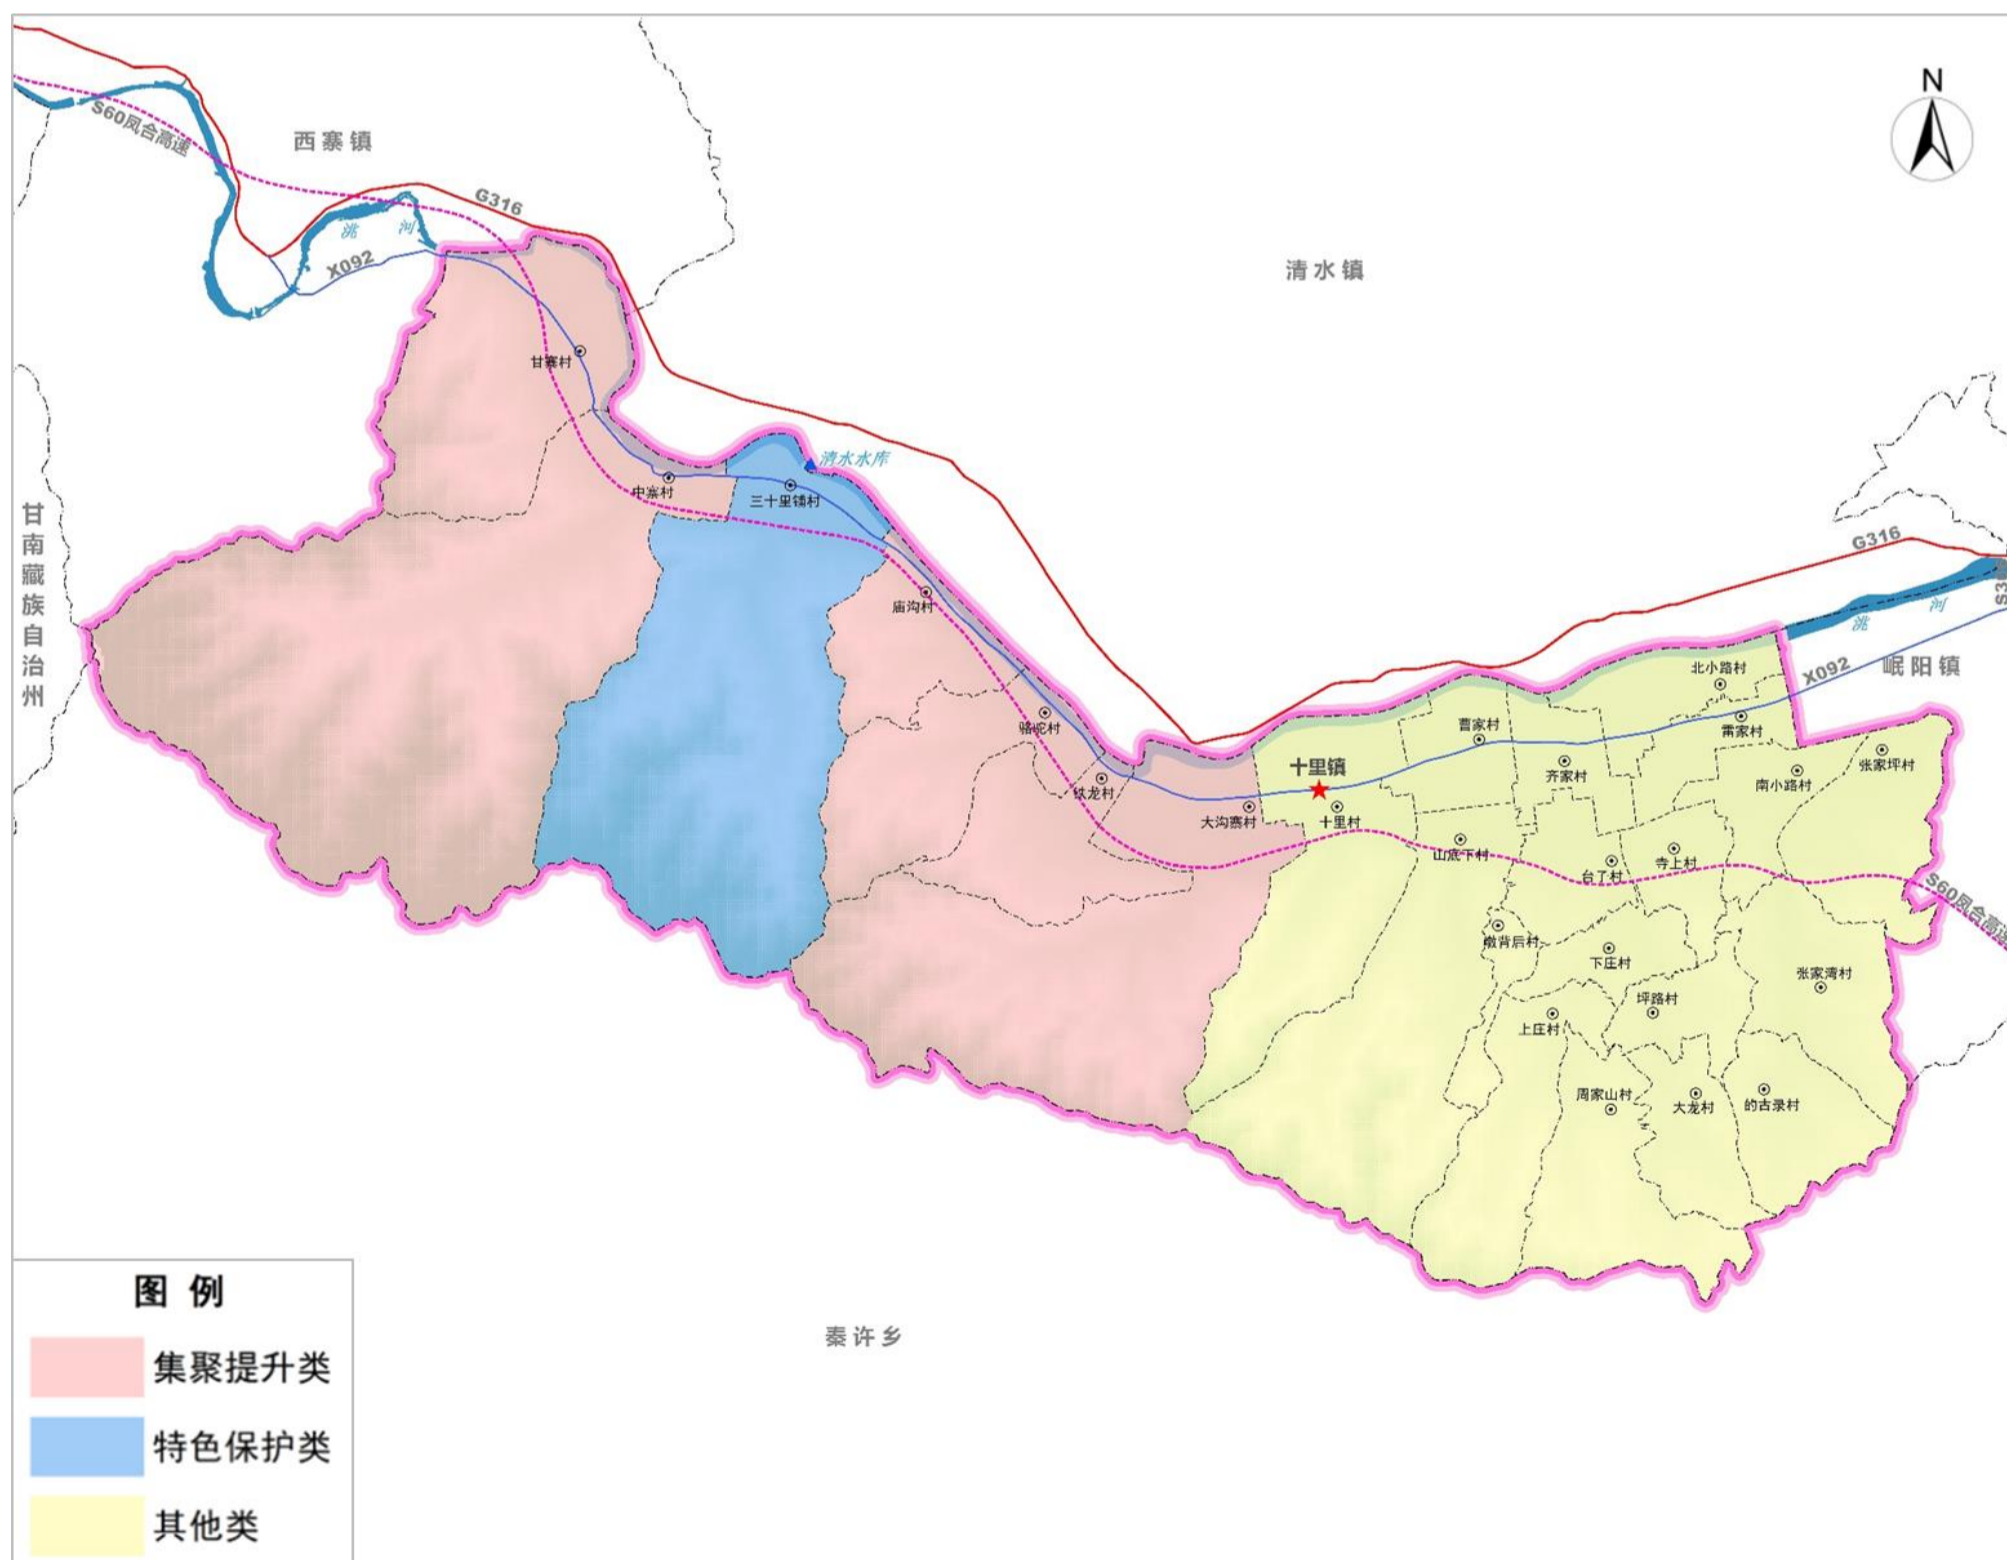 N
S60凤合高速
西寨镇
G316
清水镇
洮
河
X092
甘寨村
清水水库
中寨村
三十里铺村
甘南藏族自治州
G316
庙沟村
洮
河
X092
岷阳镇
北小路村
骆驼村
曹家村
雷家村
张家坪村
十里镇
齐家村
南小路村
铁龙村
大沟寨村
十里村
山底下村
台子村
寺上村
S60凤合高速
墩背后村
下庄村
张家湾村
坪路村
上庄村
周家山村
大龙村
的古录村
秦许乡
图 例
集聚提升类
特色保护类
其他类